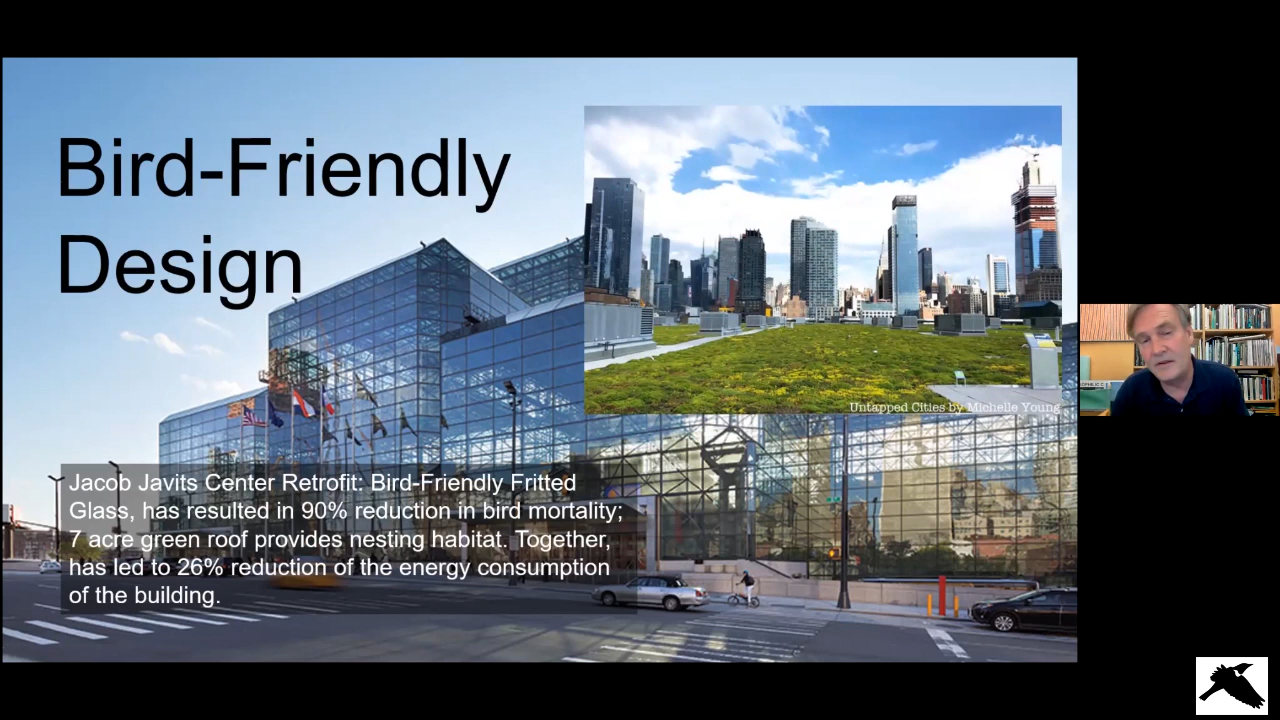 Bird-Friendly
Design
Untapped Cities by Michelle Young
Jacob Javits Center Retrofit: Bird-Friendly Fritted
Glass, has resulted in 90% reduction in bird mortality;
7 acre green roof provides nesting habitat. Together,
has led to 26% reduction of the energy consumption
of the building.